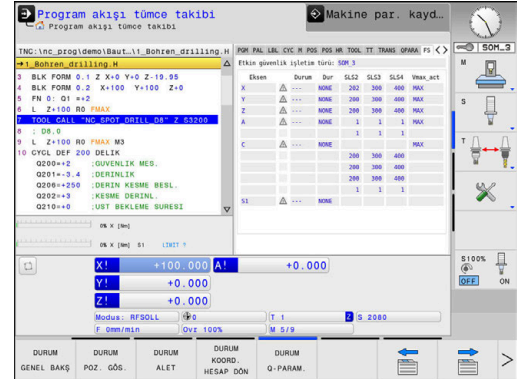 Program akışı tümce takibi
Program akışı tümce takibi
Makine par. kayd…
TNC:\nc_prog\demo\Baut…\1_Bohren_drilling.H
→1_Bohren_drilling.H
3 BLK FORM 0.1 Z X+0 Y+0 Z-19.95
4 BLK FORM 0.2 X+100 Y+100 Z+0
5 FN 0: Q1 =+2
6 L Z+100 R0 FMAX
7 TOOL CALL "NC_SPOT_DRILL_D8" Z S3200
8 ; D8.0
9 L Z+100 R0 FMAX M3
10 CYCL DEF 200 DELIK
Q200=+2 ;GUVENLIK MES.
Q201=-3.4 ;DERINLIK
Q206=+250 ;DERIN KESME BESL.
Q202=+3 ;KESME DERINL.
Q210=+0 ;UST BEKLEME SURESI
0% X [Nm]
0% X [Nm] S1 LIMIT 1
PGM PAL LBL CYC M POS POS HR TOOL TT TRANS QPARA FS
Etkin güvenlik işletim türü: SOM_3
Eksen Durum Dur SLS2 SLS3 SLS4 Vmax_act
X --- NONE 202 300 400 MAX
Y --- NONE 200 300 400 MAX
Z --- NONE 200 300 400 MAX
A --- NONE 1 1 1 MAX
1 1 1
C MAX
200 300 400
200 300 400
200 300 400
1 1 1
S1 --- NONE
X! +100.000 A! +0.000
Y! +0.000
Z! +0.000
Modus: RFSOLL 0 T 1 Z S 2080
F 0mm/min Ovr 100% M 5/9
SOM_3
M
S
T
S100%
OFF ON
DURUM GENEL BAKŞ
DURUM POZ. GÖS.
DURUM ALET
DURUM KOORD. HESAP DÖN
DURUM Q-PARAM.